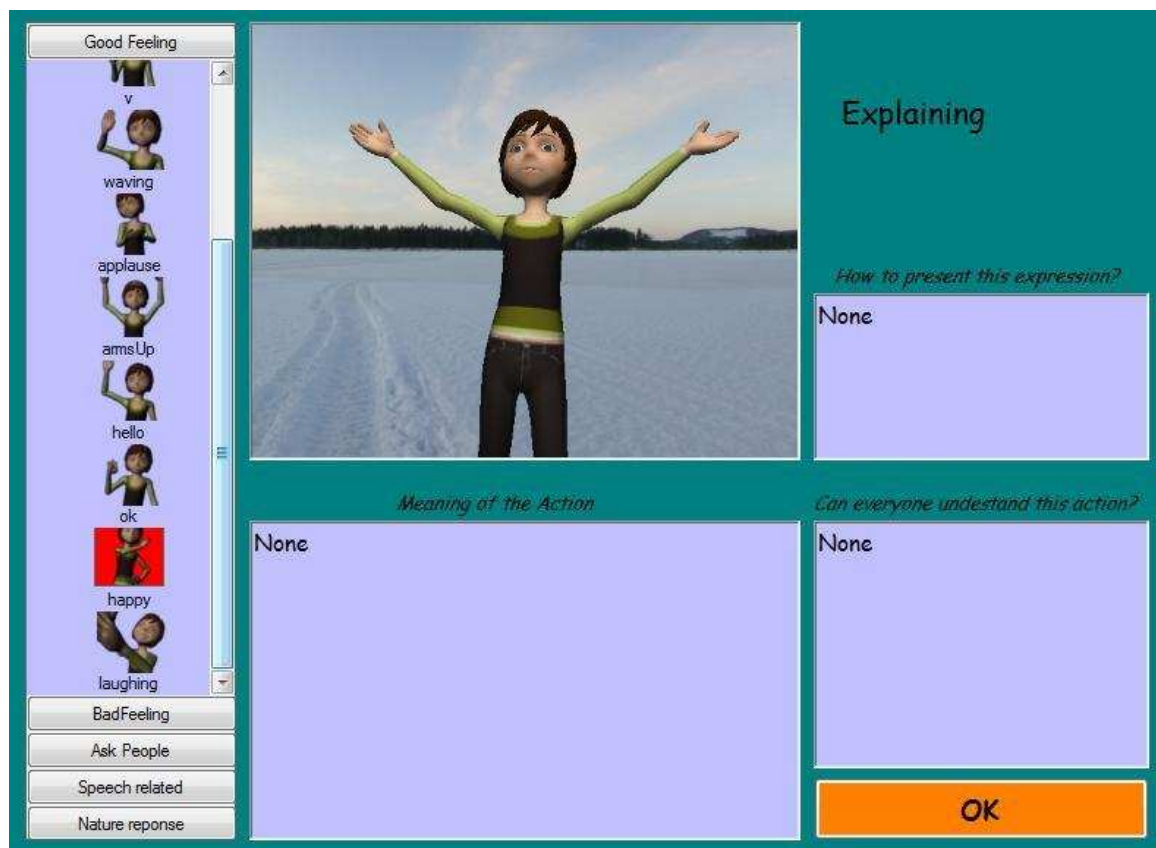 Good Feeling
v
waving
applause
armsUp
hello
ok
happy
laughing
BadFeeling
Ask People
Speech related
Nature reponse
Explaining
How to present this expression?
None
Meaning of the Action
None
Can everyone undestand this action?
None
OK